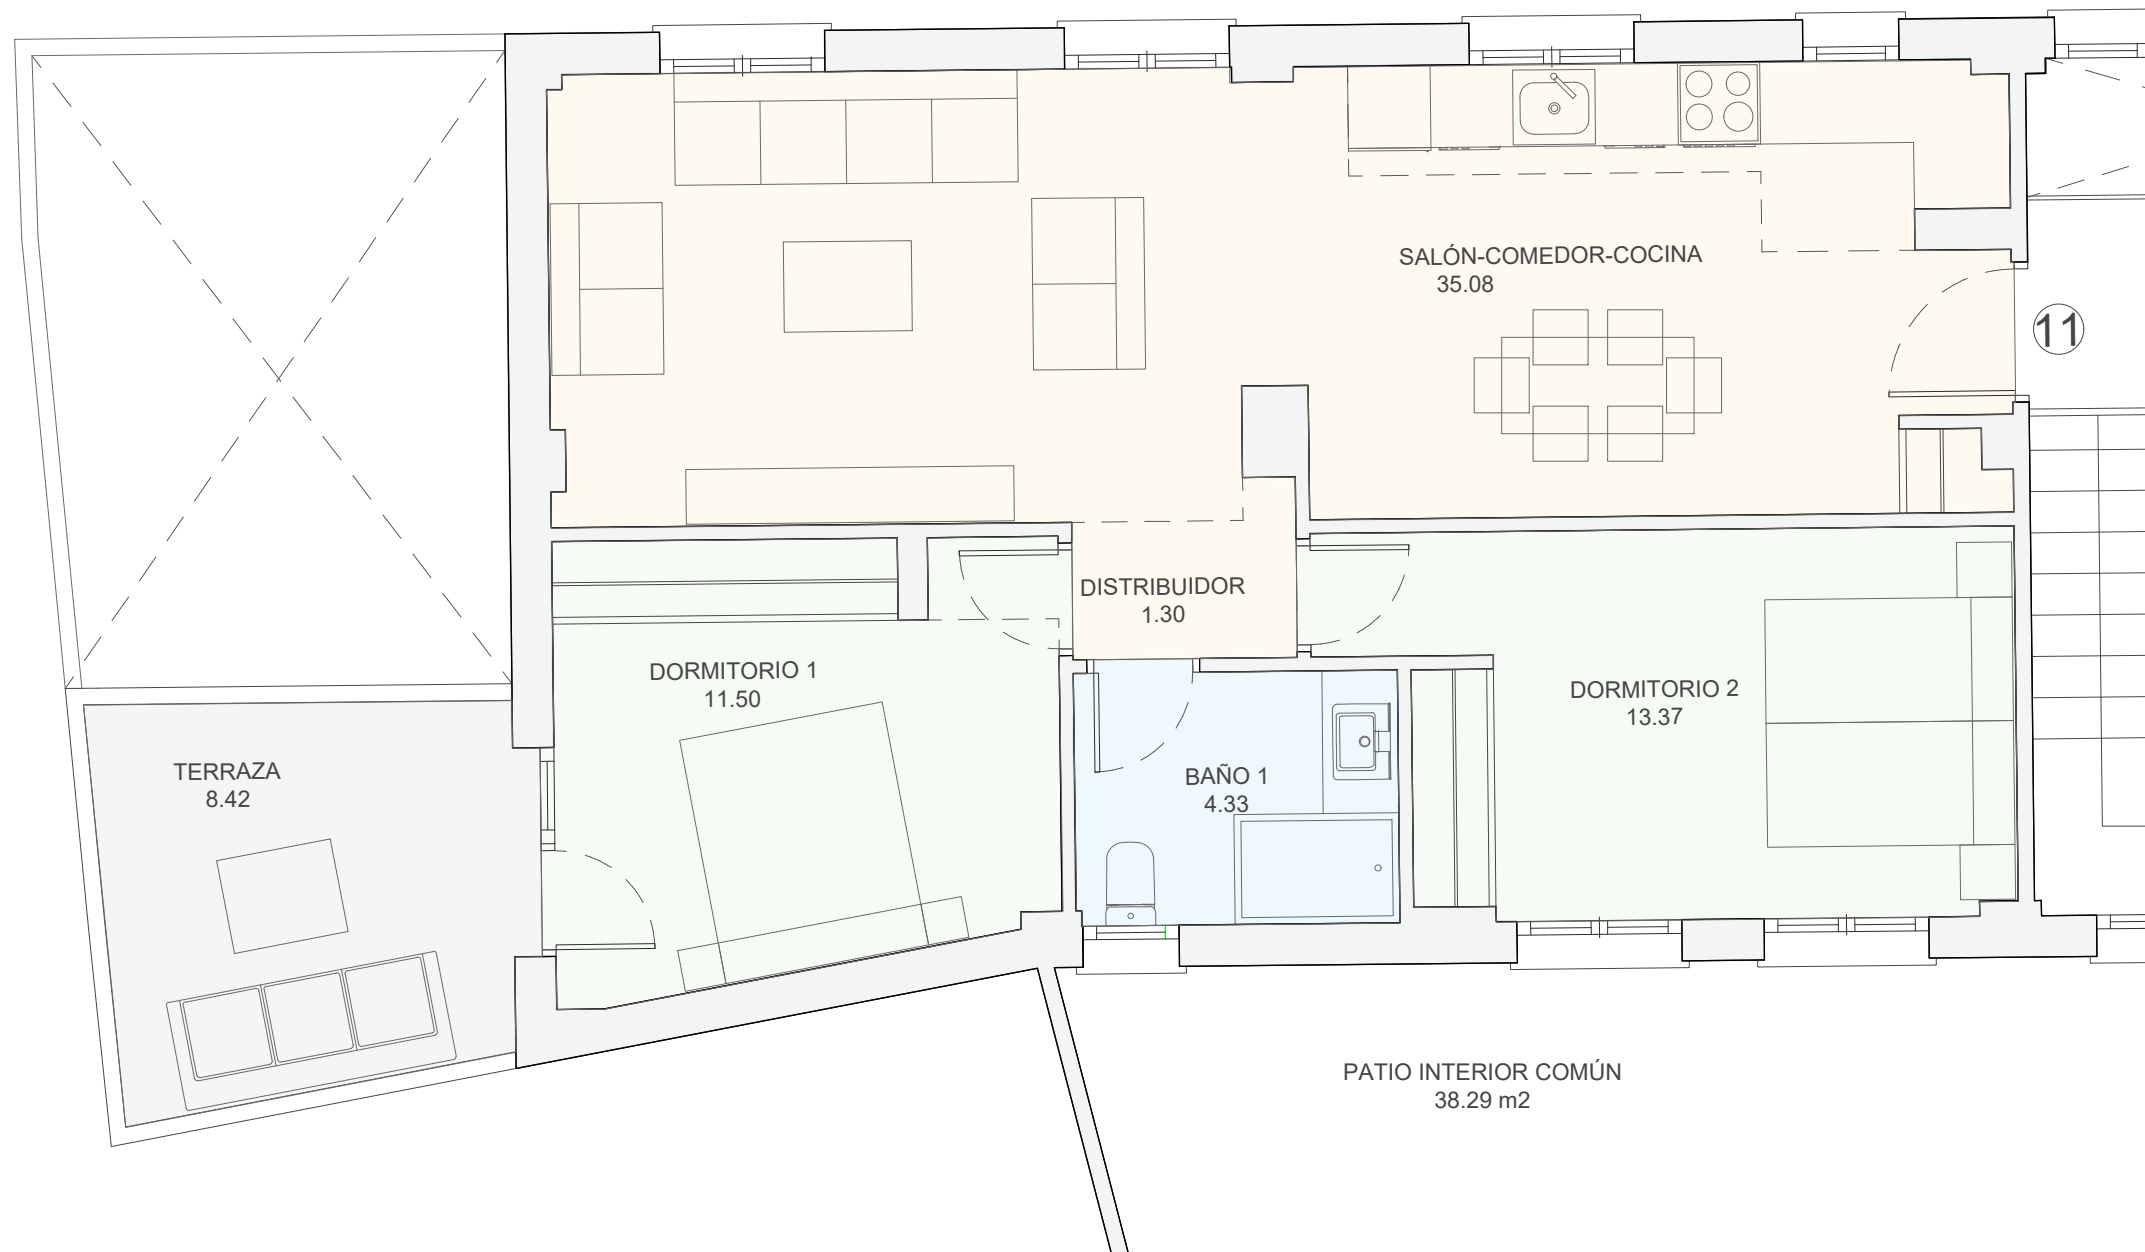 SALÓN-COMEDOR-COCINA
35.08
11
DISTRIBUIDOR
1.30
DORMITORIO 1
11.50
DORMITORIO 2
13.37
TERRAZA
8.42
BAÑO 1
4.33
PATIO INTERIOR COMÚN
38.29 m2